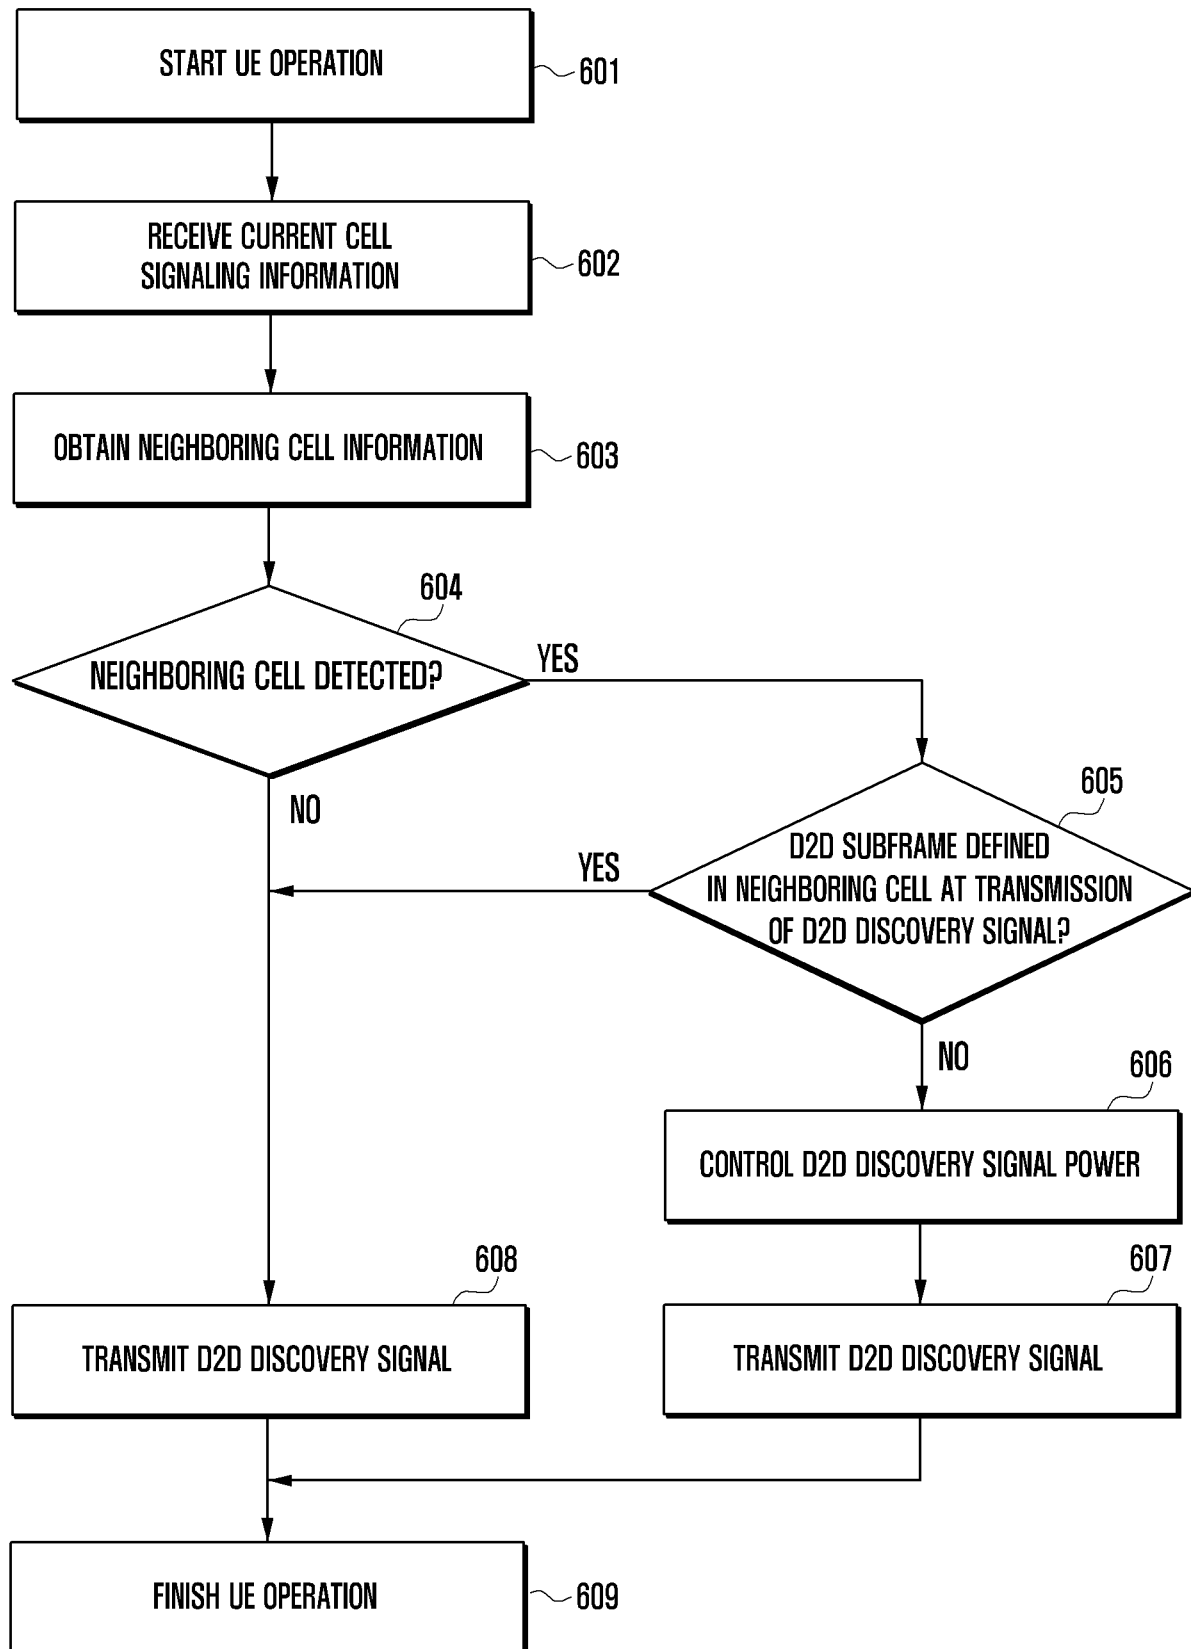 START UE OPERATION
601
RECEIVE CURRENT CELL
SIGNALING INFORMATION
602
OBTAIN NEIGHBORING CELL INFORMATION
603
604
NEIGHBORING CELL DETECTED?
YES
NO
605
D2D SUBFRAME DEFINED
IN NEIGHBORING CELL AT TRANSMISSION
OF D2D DISCOVERY SIGNAL?
YES
NO
606
CONTROL D2D DISCOVERY SIGNAL POWER
608
TRANSMIT D2D DISCOVERY SIGNAL
607
TRANSMIT D2D DISCOVERY SIGNAL
FINISH UE OPERATION
609